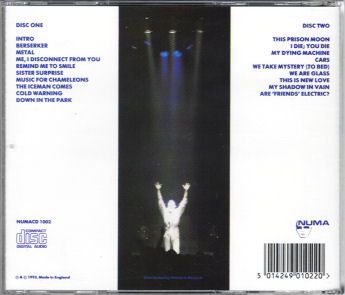 DISC ONE
INTRO
BERSERKER
METAL
ME, I DISCONNECT FROM YOU
REMIND ME TO SMILE
SISTER SURPRISE
MUSIC FOR CHAMELEONS
THE ICEMAN COMES
COLD WARNING
DOWN IN THE PARK
DISC TWO
THIS PRISON MOON
I DIE; YOU DIE
MY DYING MACHINE
CARS
WE TAKE MYSTERY (TO BED)
WE ARE GLASS
THIS IS NEW LOVE
MY SHADOW IN VAIN
ARE 'FRIENDS' ELECTRIC?
NUMACD 1002
COMPACT
disc
DIGITAL AUDIO
NUMA
5 014249 010220 >